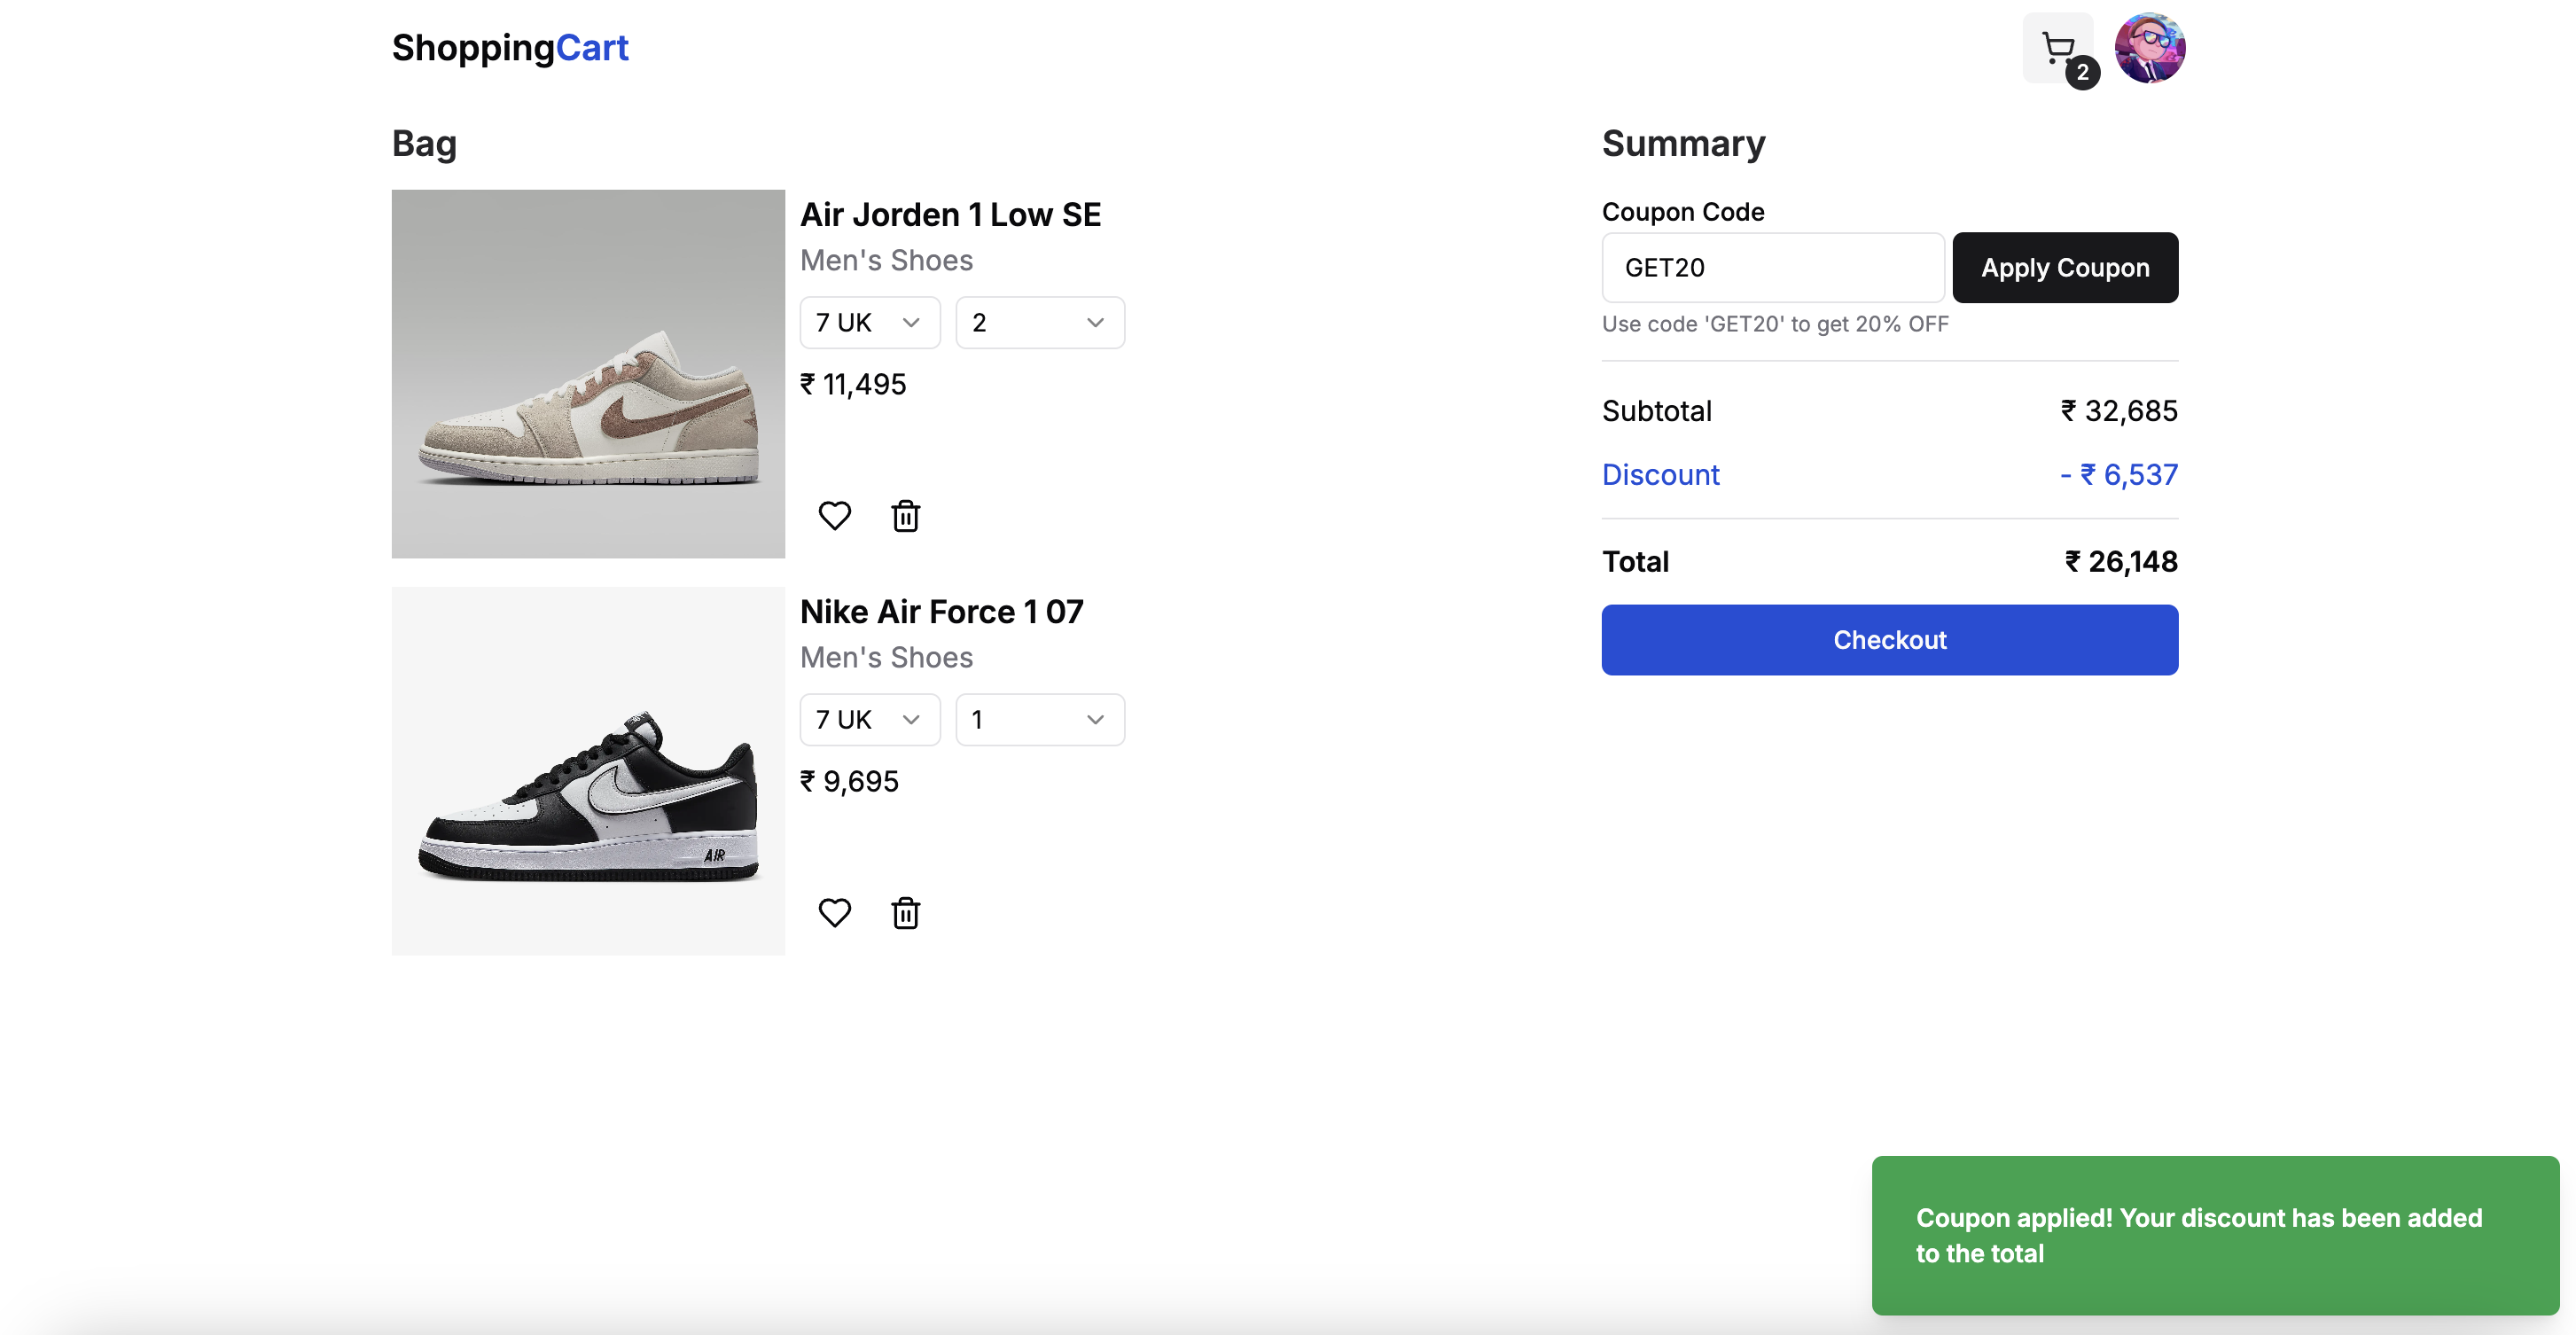 ShoppingCart
2
Bag
Air Jorden 1 Low SE
Men's Shoes
7 UK
2
₹ 11,495
Nike Air Force 1 07
Men's Shoes
7 UK
1
₹ 9,695
AIR
Summary
Coupon Code
GET20
Apply Coupon
Use code 'GET20' to get 20% OFF
Subtotal ₹ 32,685
Discount - ₹ 6,537
Total ₹ 26,148
Checkout
Coupon applied! Your discount has been added
to the total